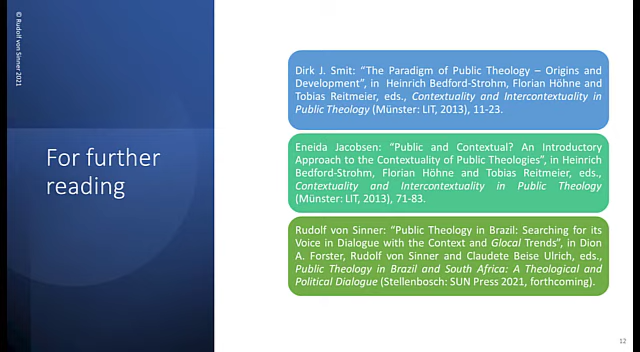 © Rudolf von Sinner 2021
For further
reading
Dirk J. Smit: “The Paradigm of Public Theology – Origins and
Development”, in Heinrich Bedford-Strohm, Florian Höhne and
Tobias Reitmeier, eds., Contextuality and Intercontextuality in
Public Theology (Münster: LIT, 2013), 11-23.
Eneida Jacobsen: “Public and Contextual? An Introductory
Approach to the Contextuality of Public Theologies”, in Heinrich
Bedford-Strohm, Florian Höhne and Tobias Reitmeier, eds.,
Contextuality and Intercontextuality in Public Theology
(Münster: LIT, 2013), 71-83.
Rudolf von Sinner: “Public Theology in Brazil: Searching for its
Voice in Dialogue with the Context and Glocal Trends”, in Dion
A. Forster, Rudolf von Sinner and Claudete Beise Ulrich, eds.,
Public Theology in Brazil and South Africa: A Theological and
Political Dialogue (Stellenbosch: SUN Press 2021, forthcoming).
12